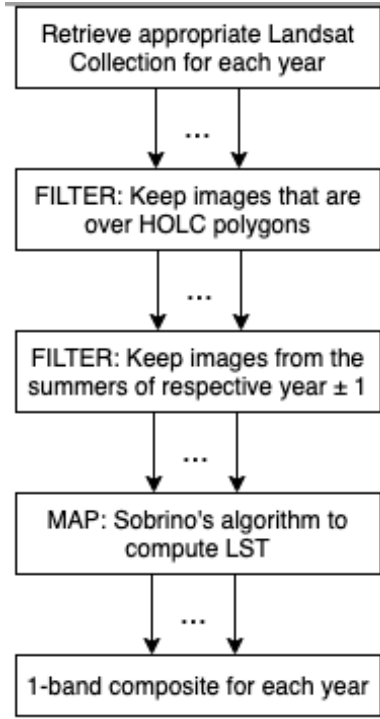 Retrieve appropriate Landsat
Collection for each year
...
FILTER: Keep images that are
over HOLC polygons
...
FILTER: Keep images from the
summers of respective year ± 1
...
MAP: Sobrino's algorithm to
compute LST
...
1-band composite for each year